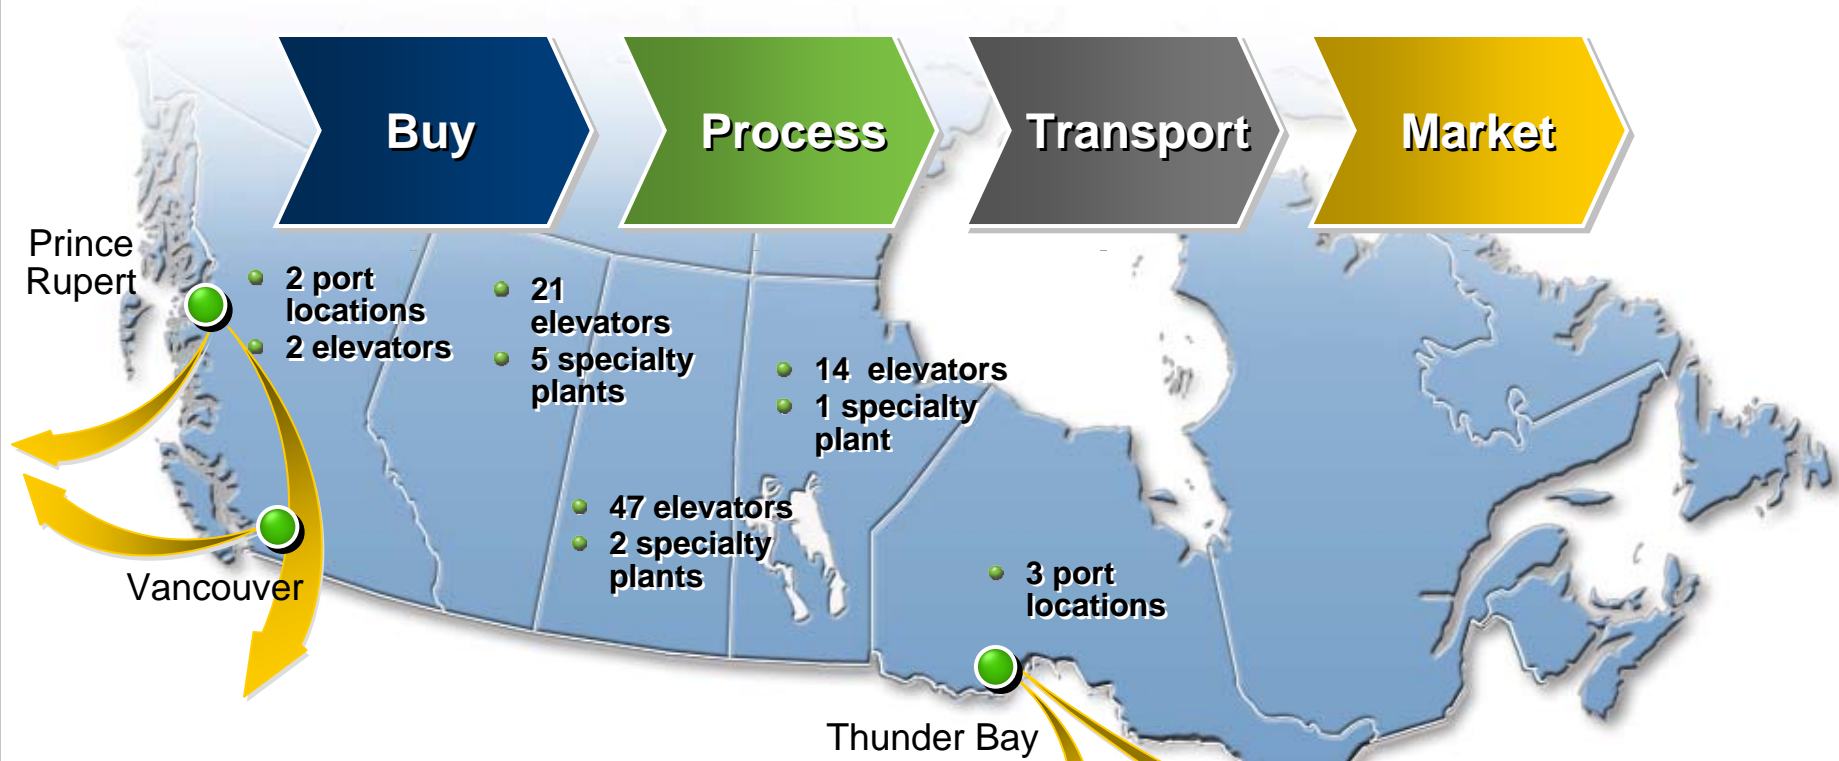 Buy
Process
Transport
Market
Prince
Rupert
2 port
locations
2 elevators
21
elevators
5 specialty
plants
14 elevators
1 specialty
plant
47 elevators
2 specialty
plants
Vancouver
3 port
locations
Thunder Bay